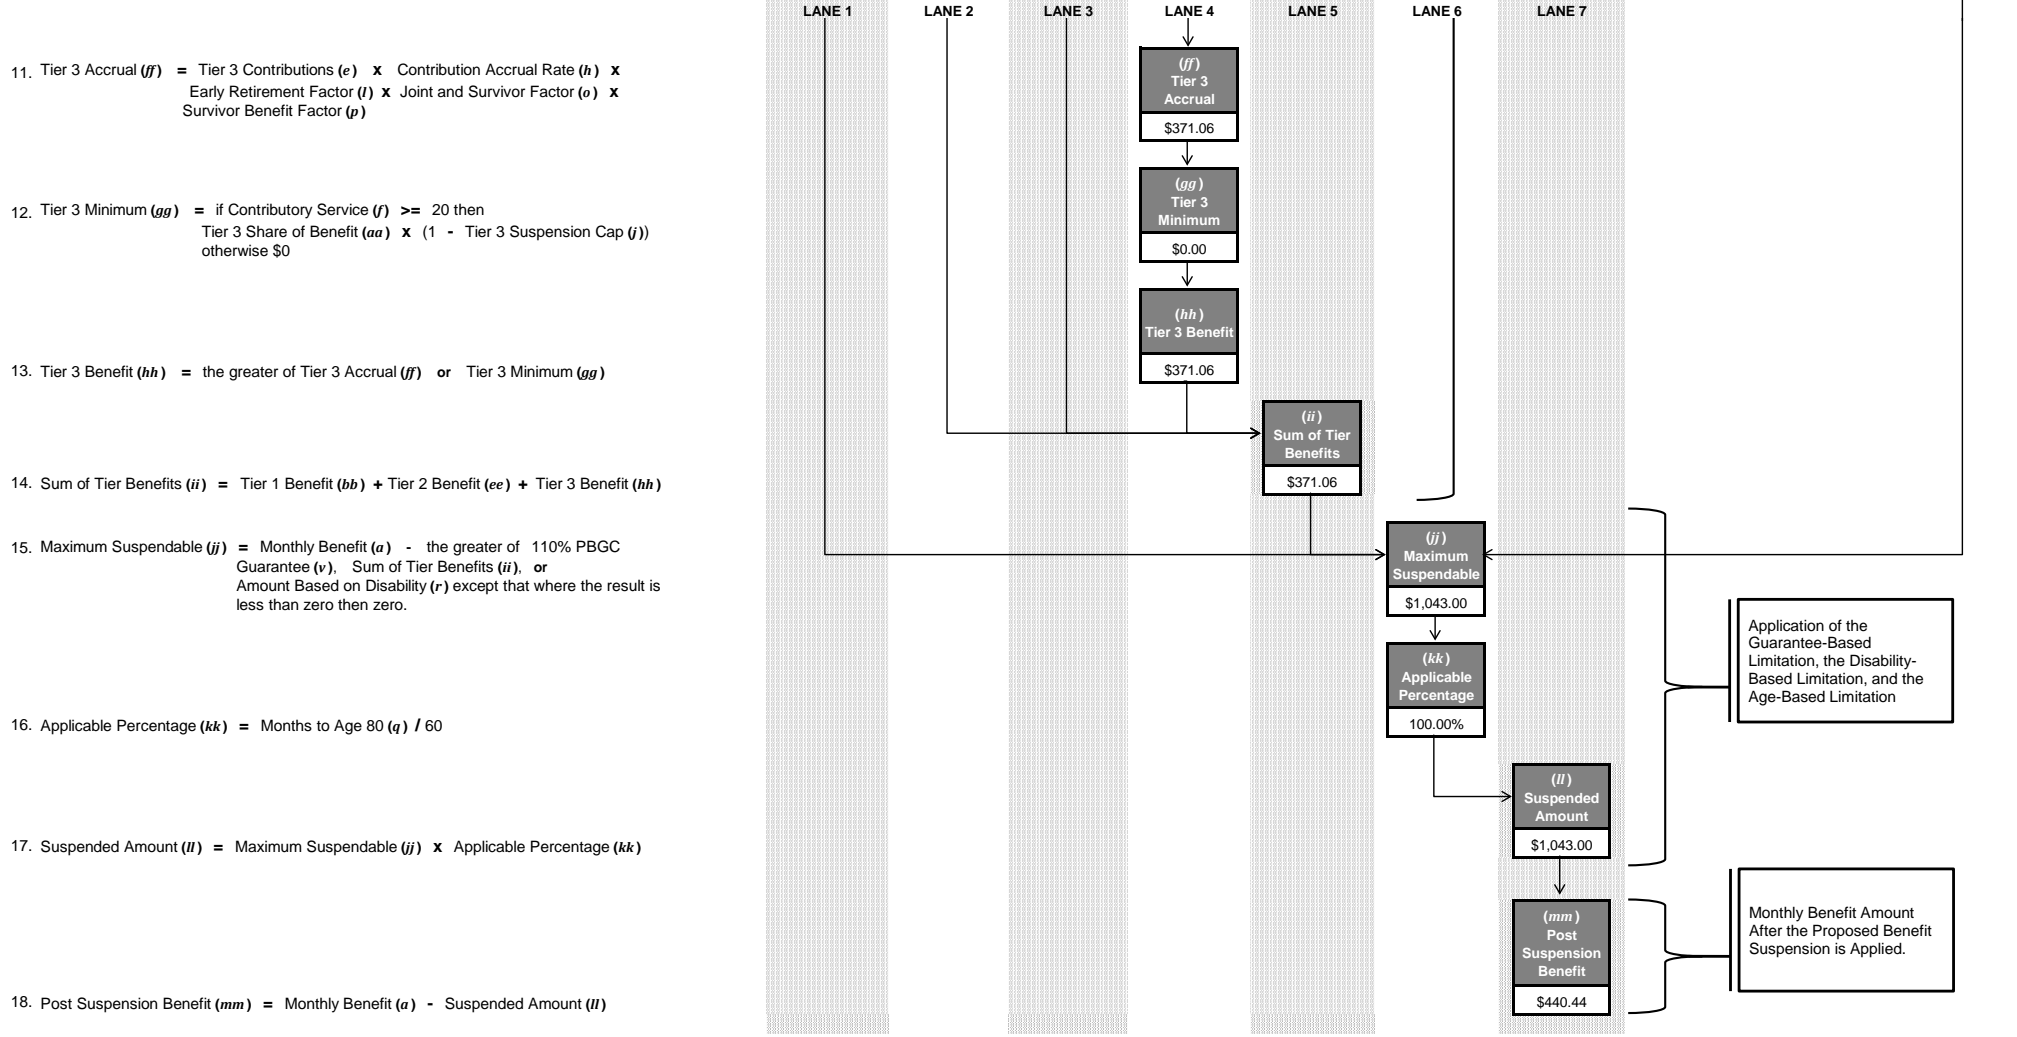 LANE 1 LANE 2 LANE 3 LANE 4 LANE 5 LANE 6 LANE 7
11. Tier 3 Accrual (ff) = Tier 3 Contributions (e) x Contribution Accrual Rate (h) x
Early Retirement Factor (l) x Joint and Survivor Factor (o) x
Survivor Benefit Factor (p)
(ff)
Tier 3
Accrual
$371.06
12. Tier 3 Minimum (gg) = if Contributory Service (f) >= 20 then
Tier 3 Share of Benefit (aa) x (1 - Tier 3 Suspension Cap (j))
otherwise $0
(gg)
Tier 3
Minimum
$0.00
13. Tier 3 Benefit (hh) = the greater of Tier 3 Accrual (ff) or Tier 3 Minimum (gg)
(hh)
Tier 3 Benefit
$371.06
14. Sum of Tier Benefits (ii) = Tier 1 Benefit (bb) + Tier 2 Benefit (ee) + Tier 3 Benefit (hh)
(ii)
Sum of Tier
Benefits
$371.06
15. Maximum Suspendable (jj) = Monthly Benefit (a) - the greater of 110% PBGC
Guarantee (v), Sum of Tier Benefits (ii), or
Amount Based on Disability (r) except that where the result is
less than zero then zero.
(jj)
Maximum
Suspendable
$1,043.00
16. Applicable Percentage (kk) = Months to Age 80 (q) / 60
(kk)
Applicable
Percentage
100.00%
Application of the
Guarantee-Based
Limitation, the Disability-
Based Limitation, and the
Age-Based Limitation
17. Suspended Amount (ll) = Maximum Suspendable (jj) x Applicable Percentage (kk)
(ll)
Suspended
Amount
$1,043.00
18. Post Suspension Benefit (mm) = Monthly Benefit (a) - Suspended Amount (ll)
(mm)
Post
Suspension
Benefit
$440.44
Monthly Benefit Amount
After the Proposed Benefit
Suspension is Applied.